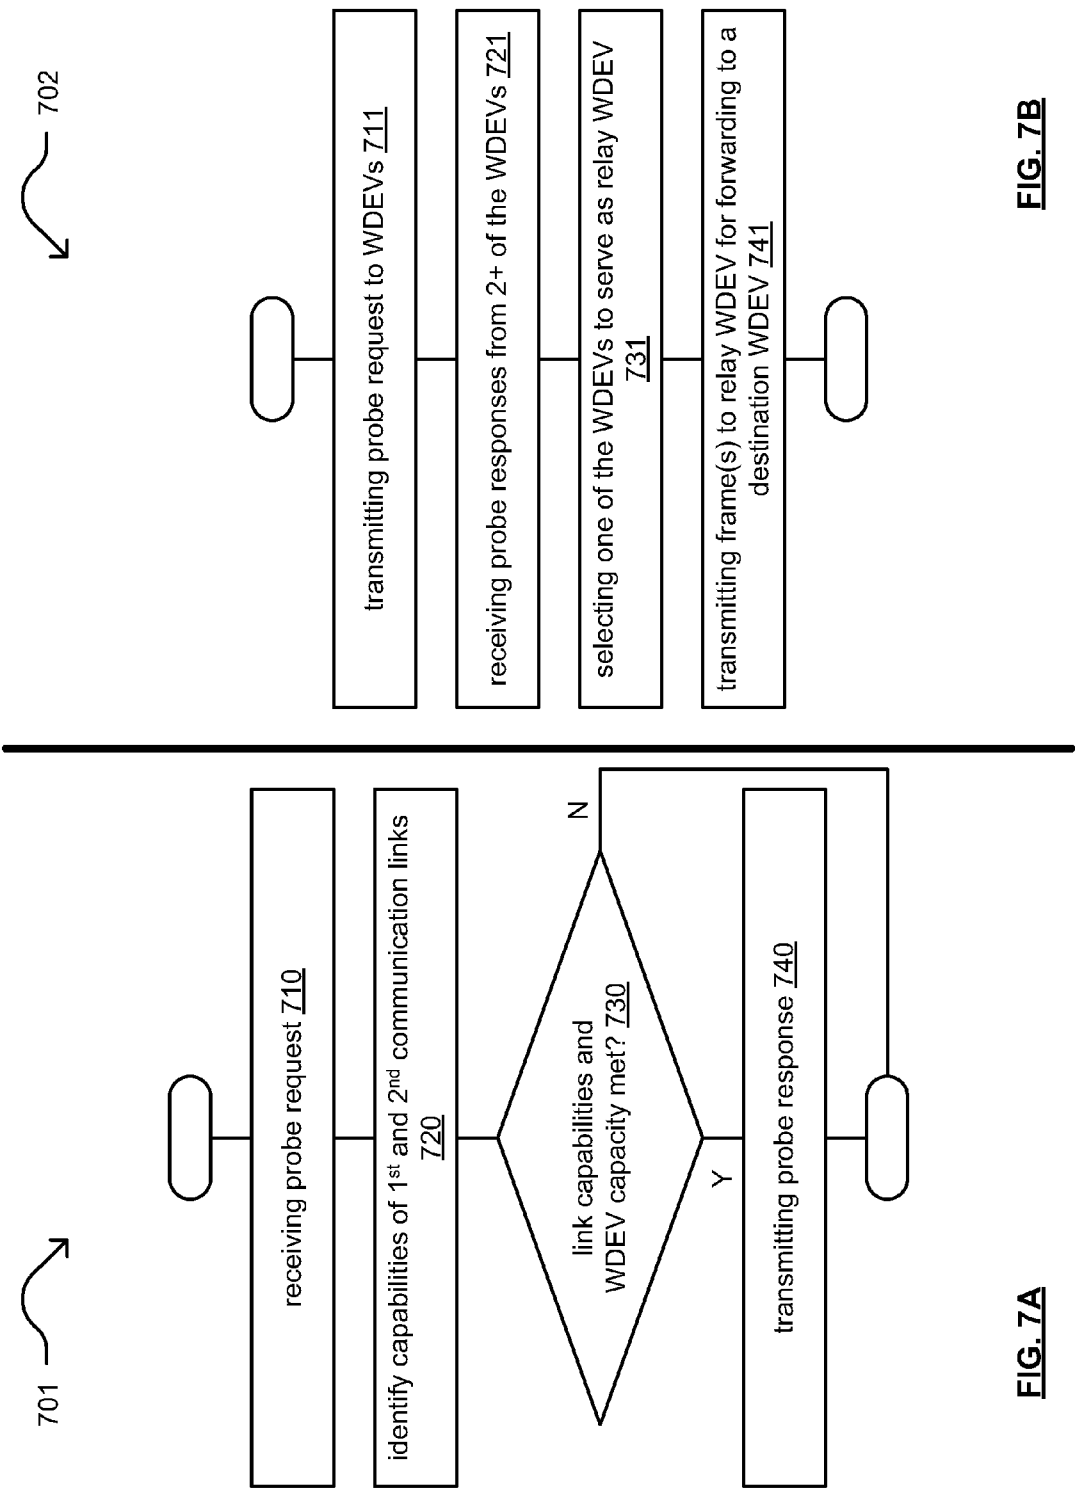 701
receiving probe request 710
identify capabilities of 1st and 2nd communication links
720
link capabilities and
WDEV capacity met? 730
N
Y
transmitting probe response 740
FIG. 7A
702
transmitting probe request to WDEVs 711
receiving probe responses from 2+ of the WDEVs 721
selecting one of the WDEVs to serve as relay WDEV
731
transmitting frame(s) to relay WDEV for forwarding to a
destination WDEV 741
FIG. 7B